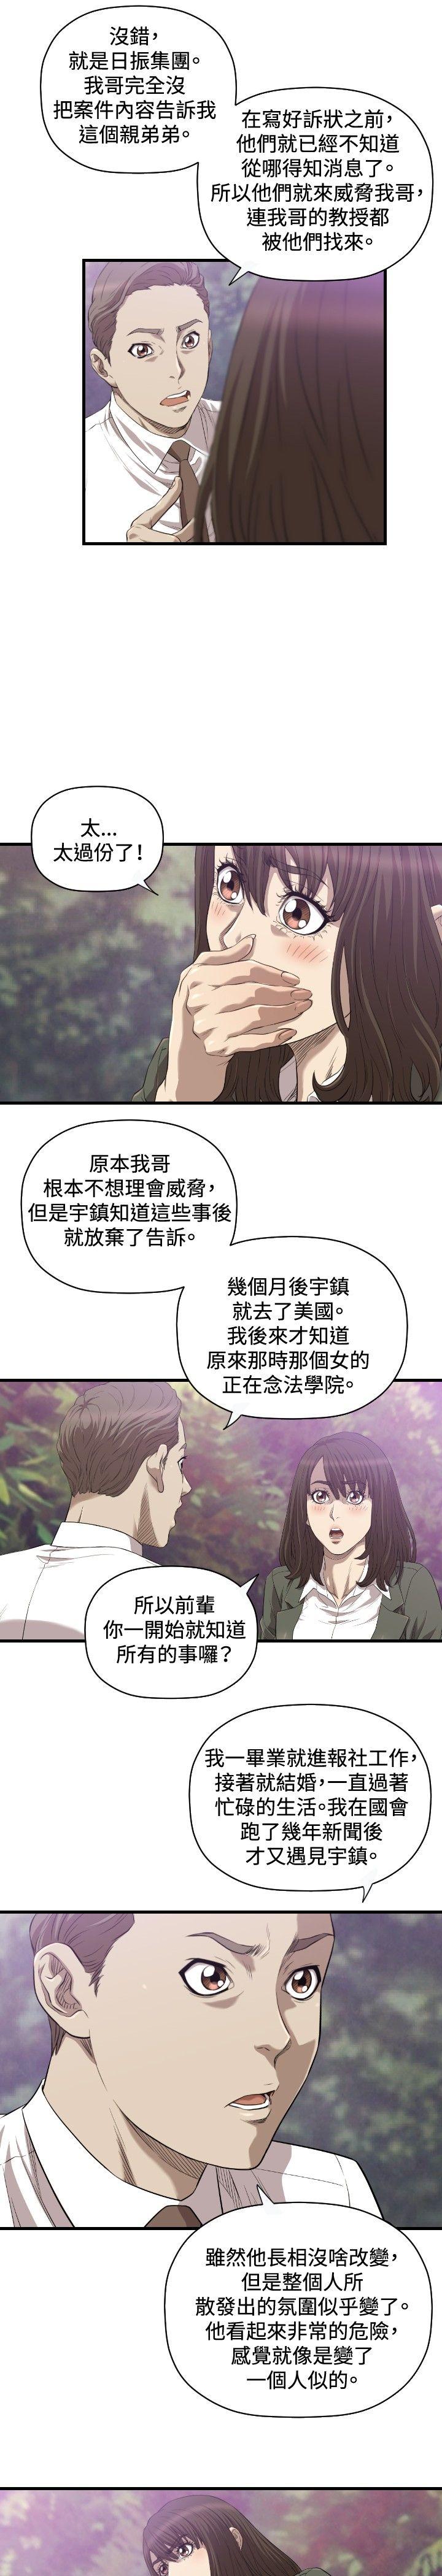 沒錯,
就是日振集團。
我哥完全沒
把案件內容告訴我
這個親弟弟。
在寫好訴狀之前,
他們就已經不知道
從哪得知消息了。
所以他們就來威脅我哥,
連我哥的教授都
被他們找來。
太...
太過份了!
原本我哥
根本不想理會威脅,
但是宇鎮知道這些事後
就放棄了告訴。
幾個月後宇鎮
就去了美國。
我後來才知道
原來那時那個女的
正在念法學院。
所以前輩
你一開始就知道
所有的事囉?
我一畢業就進報社工作,
接著就結婚,一直過著
忙碌的生活。我在國會
跑了幾年新聞後
才又遇見宇鎮。
雖然他長相沒啥改變,
但是整個人所
散發出的氛圍似乎變了。
他看起來非常的危險,
感覺就像是變了
一個人似的。